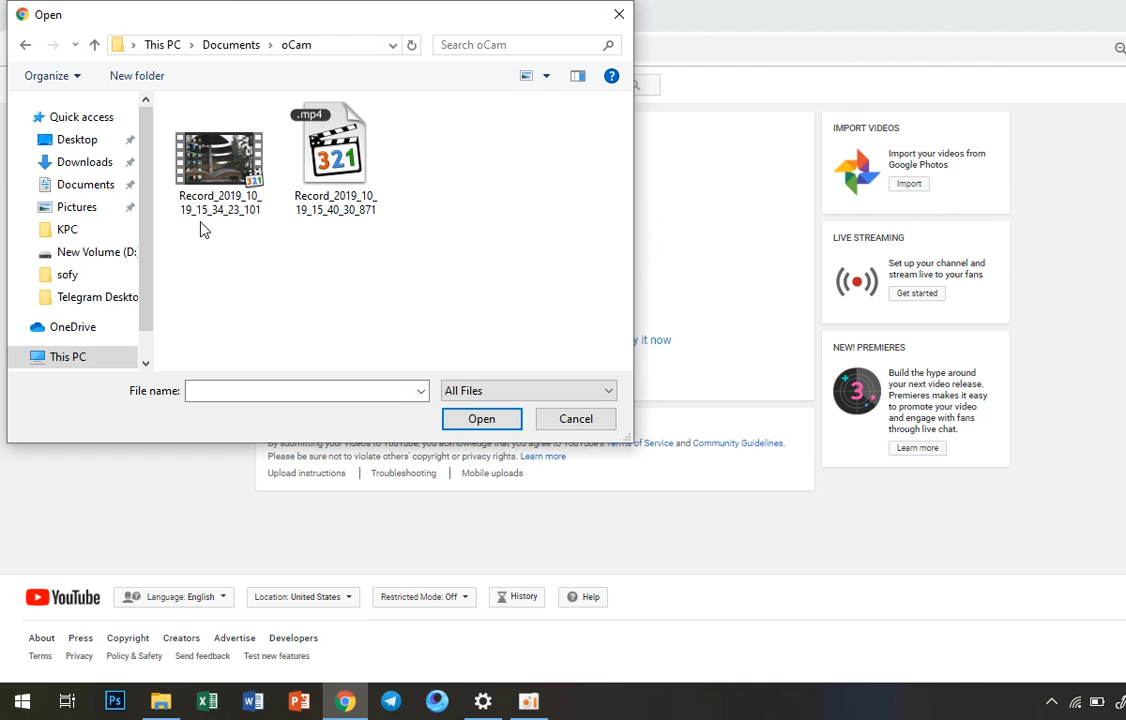 Open
This PC > Documents > oCam
Search oCam
Organize
New folder
Quick access
Desktop
Downloads
Documents
Pictures
KPC
New Volume (D:
sofy
Telegram Deskto
OneDrive
This PC
.mp4
321
321
Record_2019_10_
19_15_34_23_101
Record_2019_10_
19_15_40_30_871
File name:
All Files
Open
Cancel
y it now
By submitting your videos to YouTube, you acknowledge that you agree to YouTube's Terms of Service and Community Guidelines.
Please be sure not to violate others' copyright or privacy rights. Learn more
Upload instructions
Troubleshooting
Mobile uploads
IMPORT VIDEOS
Import your videos from
Google Photos
Import
LIVE STREAMING
Set up your channel and
stream live to your fans
Get started
NEW! PREMIERES
3
Build the hype around
your next video release.
Premieres makes it easy
to promote your video
and engage with fans
through live chat.
Learn more
YouTube
Language: English
Location: United States
Restricted Mode: Off
History
Help
About
Press
Copyright
Creators
Advertise
Developers
Terms
Privacy
Policy & Safety
Send feedback
Test new features
Ps